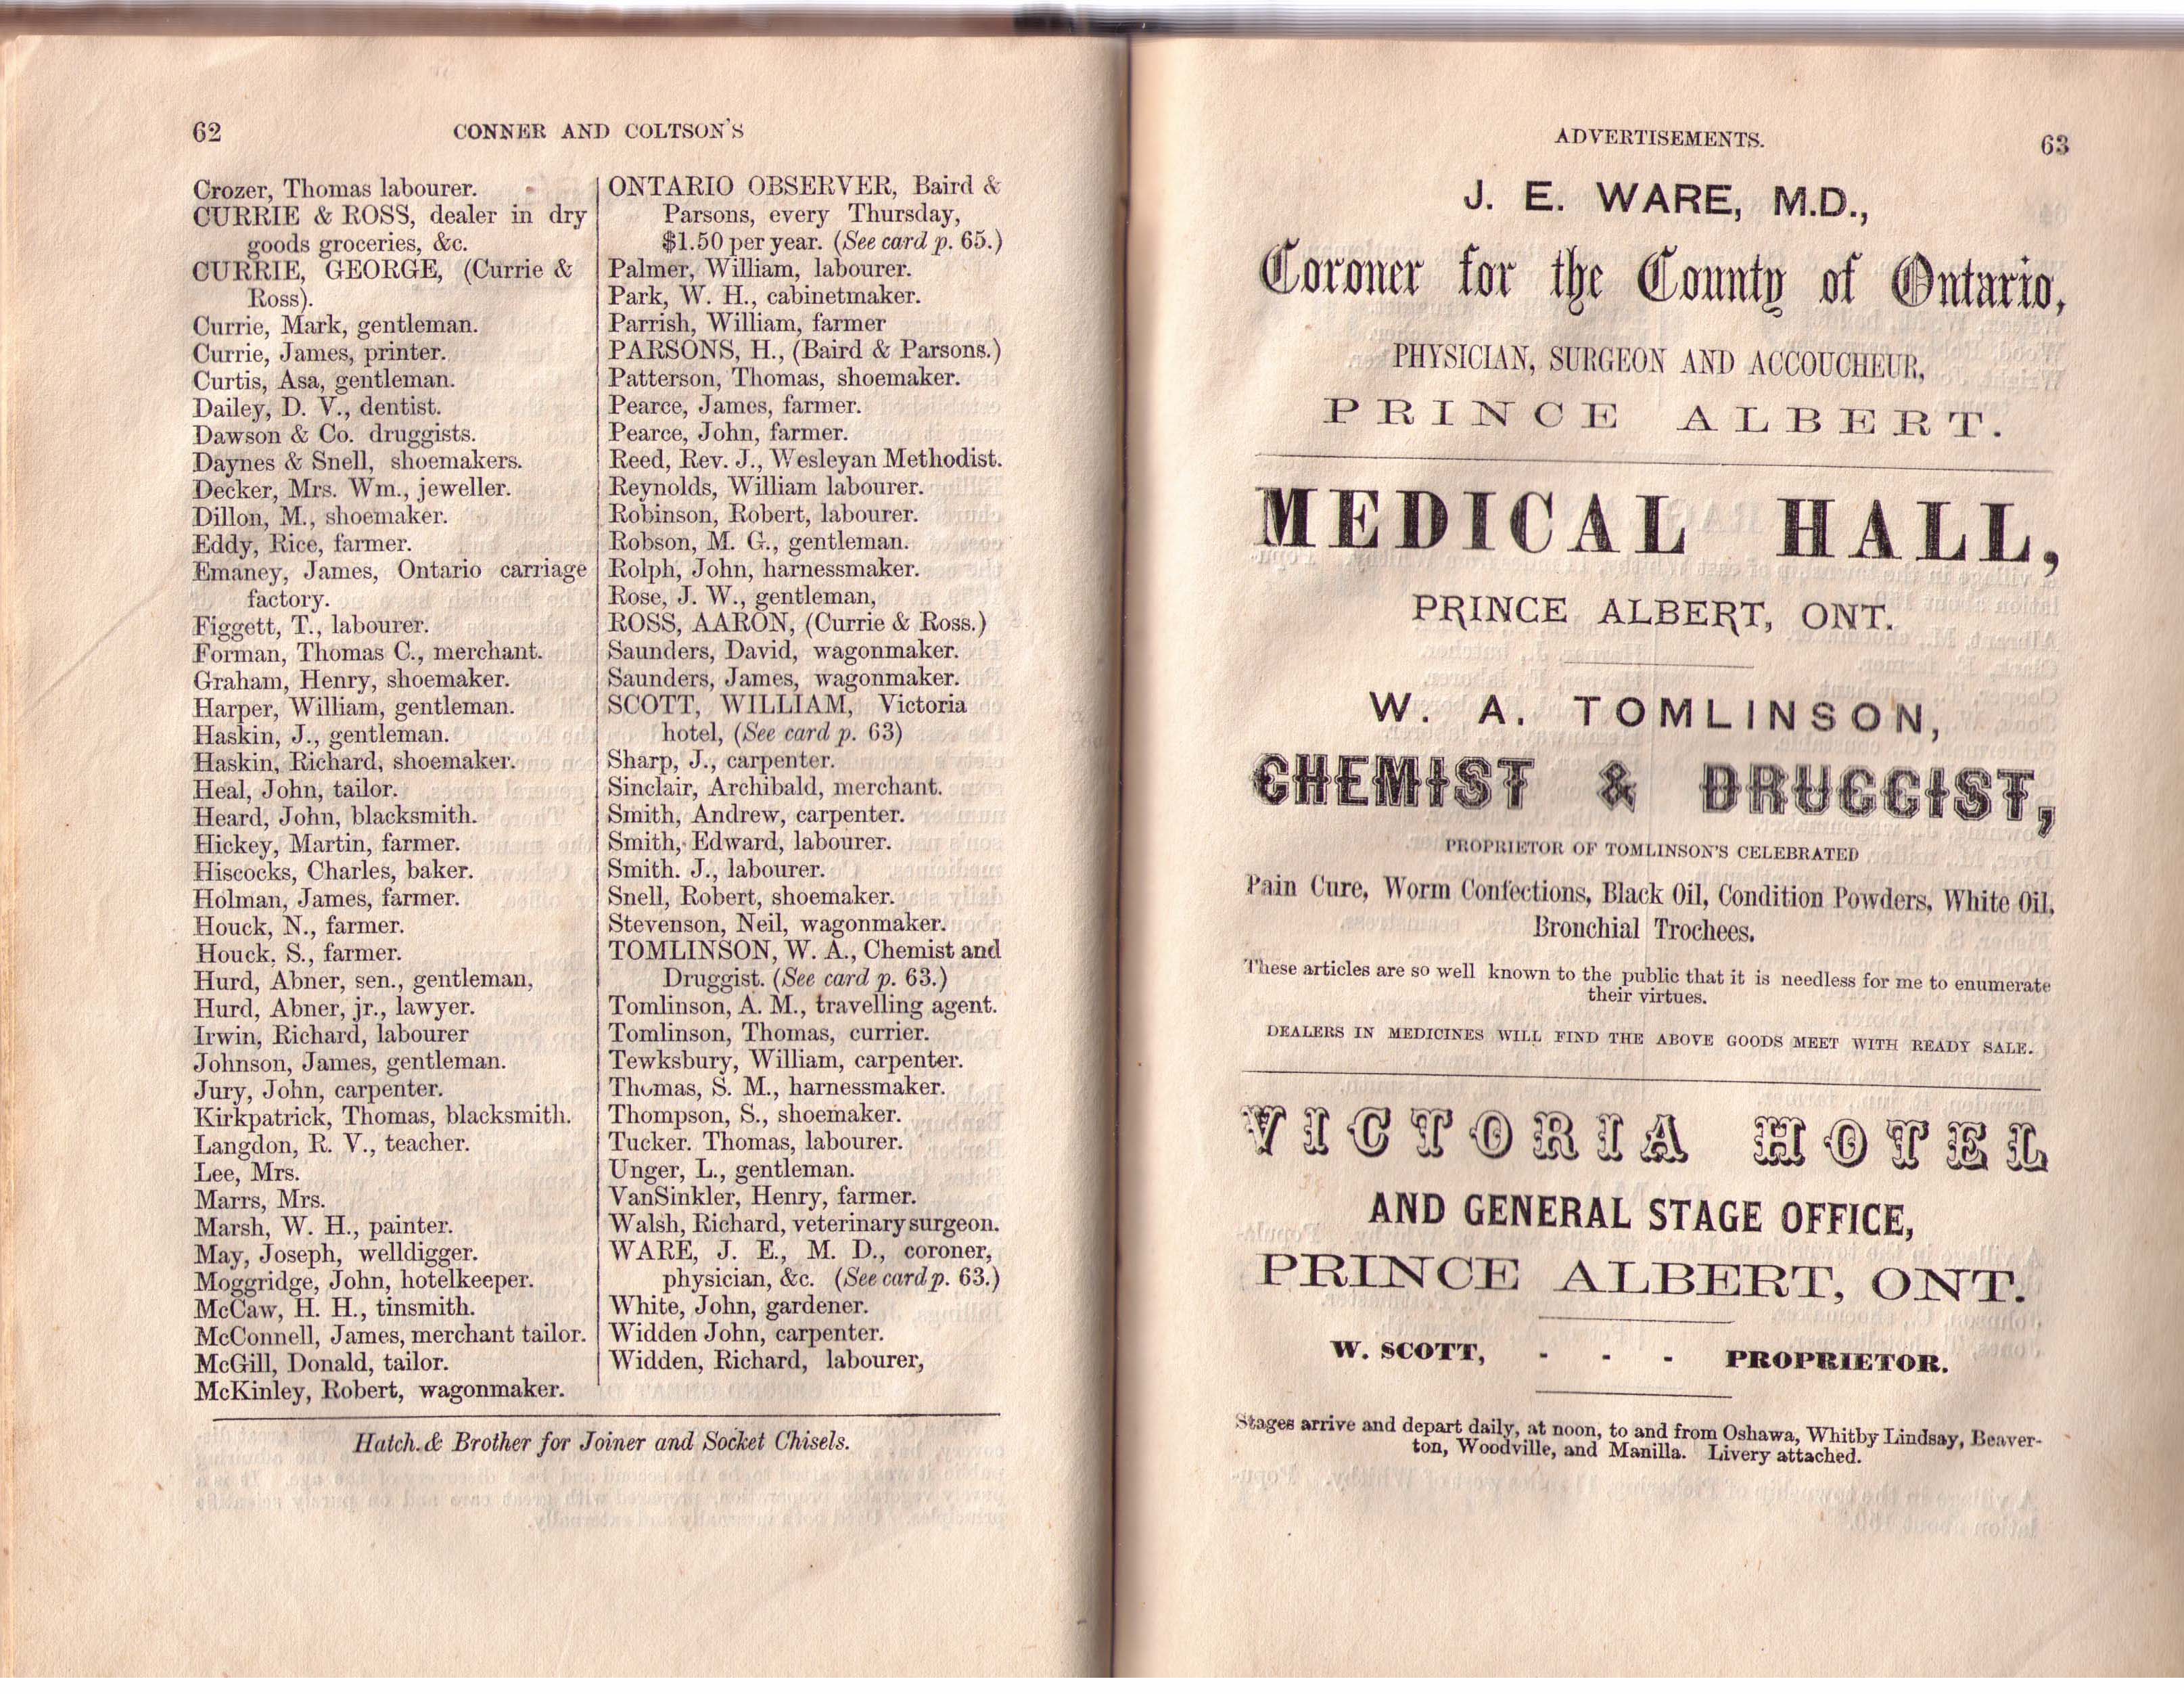 62
CONNER AND COLTSON'S
Crozer, Thomas labourer.
CURRIE & ROSS, dealer in dry
goods groceries, &c.
CURRIE, GEORGE, (Currie &
Ross).
Currie, Mark, gentleman.
Currie, James, printer.
Curtis, Asa, gentleman.
Dailey, D. V., dentist.
Dawson & Co. druggists.
Daynes & Snell, shoemakers.
Decker, Mrs. Wm., jeweller.
Dillon, M., shoemaker.
Eddy, Rice, farmer.
Emaney, James, Ontario carriage
factory.
Figgett, T., labourer.
Forman, Thomas C., merchant.
Graham, Henry, shoemaker.
Harper, William, gentleman.
Haskin, J., gentleman.
Haskin, Richard, shoemaker.
Heal, John, tailor.
Heard, John, blacksmith.
Hickey, Martin, farmer.
Hiscocks, Charles, baker.
Holman, James, farmer.
Houck, N., farmer.
Houck, S., farmer.
Hurd, Abner, sen., gentleman,
Hurd, Abner, jr., lawyer.
Irwin, Richard, labourer
Johnson, James, gentleman.
Jury, John, carpenter.
Kirkpatrick, Thomas, blacksmith.
Langdon, R. V., teacher.
Lee, Mrs.
Marrs, Mrs.
Marsh, W. H., painter.
May, Joseph, welldigger.
Moggridge, John, hotelkeeper.
McCaw, H. H., tinsmith.
McConnell, James, merchant tailor.
McGill, Donald, tailor.
McKinley, Robert, wagonmaker.
ONTARIO OBSERVER, Baird &
Parsons, every Thursday,
$1.50 per year. (See card p. 65.)
Palmer, William, labourer.
Park, W. H., cabinetmaker.
Parrish, William, farmer
PARSONS, H., (Baird & Parsons.)
Patterson, Thomas, shoemaker.
Pearce, James, farmer.
Pearce, John, farmer.
Reed, Rev. J., Wesleyan Methodist.
Reynolds, William labourer.
Robinson, Robert, labourer.
Robson, M. G., gentleman.
Rolph, John, harnessmaker.
Rose, J. W., gentleman,
ROSS, AARON, (Currie & Ross.)
Saunders, David, wagonmaker.
Saunders, James, wagonmaker.
SCOTT, WILLIAM, Victoria
hotel, (See card p. 63)
Sharp, J., carpenter.
Sinclair, Archibald, merchant.
Smith, Andrew, carpenter.
Smith, Edward, labourer.
Smith. J., labourer.
Snell, Robert, shoemaker.
Stevenson, Neil, wagonmaker.
TOMLINSON, W. A., Chemist and
Druggist. (See card p. 63.)
Tomlinson, A. M., travelling agent.
Tomlinson, Thomas, currier.
Tewksbury, William, carpenter.
Thomas, S. M., harnessmaker.
Thompson, S., shoemaker.
Tucker. Thomas, labourer.
Unger, L., gentleman.
VanSinkler, Henry, farmer.
Walsh, Richard, veterinary surgeon.
WARE, J. E., M. D., coroner,
physician, &c. (See card p. 63.)
White, John, gardener.
Widden John, carpenter.
Widden, Richard, labourer,
Hatch. & Brother for Joiner and Socket Chisels.
ADVERTISEMENTS.
63
J. E. WARE, M.D.,
Coroner for the County of Ontario,
PHYSICIAN, SURGEON AND ACCOUCHEUR,
PRINCE ALBERT.
MEDICAL HALL,
PRINCE ALBERT, ONT.
W. A. TOMLINSON,
CHEMIST & DRUGGIST,
PROPRIETOR OF TOMLINSON'S CELEBRATED
Pain Cure, Worm Confections, Black Oil, Condition Powders, White Oil,
Bronchial Trochees.
These articles are so well known to the public that it is needless for me to enumerate
their virtues.
DEALERS IN MEDICINES WILL FIND THE ABOVE GOODS MEET WITH READY SALE.
VICTORIA HOTEL
AND GENERAL STAGE OFFICE,
PRINCE ALBERT, ONT.
W. SCOTT, - - - PROPRIETOR.
Stages arrive and depart daily, at noon, to and from Oshawa, Whitby Lindsay, Beaver-
ton, Woodville, and Manilla. Livery attached.